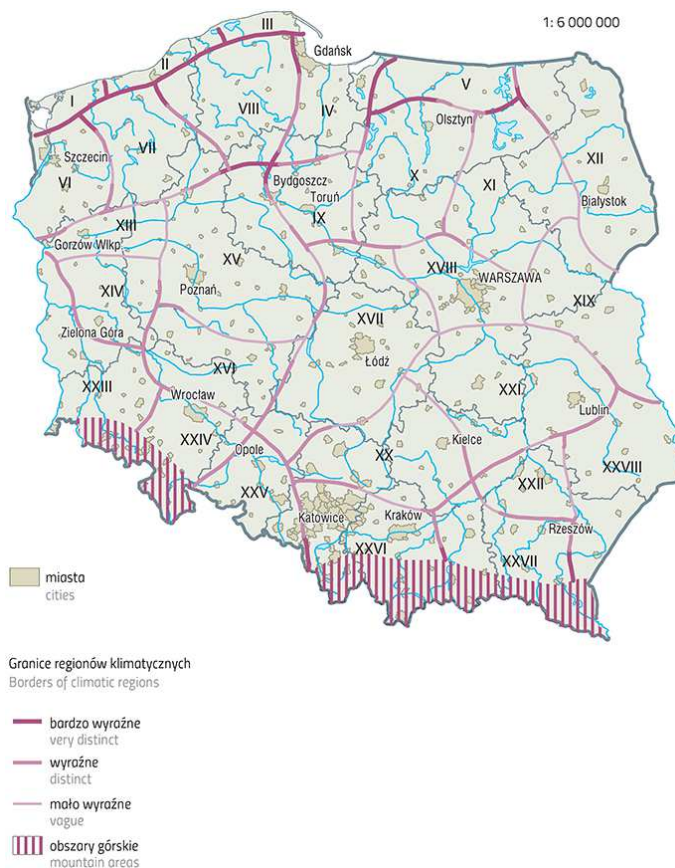 1: 6 000 000
III
Gdańsk
II
I
V
VIII
IV
Olsztyn
VII
Szczecin
XII
VI
X
XI
Bydgoszcz
Toruń
Białystok
XIII
IX
Gorzów Wlkp.
XV
XVIII
WARSZAWA
XIV
Poznań
XIX
XVII
Zielona Góra
Łódź
XVI
XXIII
XXI
Wrocław
Lublin
XXIV
Kielce
Opole
XX
XXVIII
XXII
XXV
Katowice
Kraków
Rzeszów
XXVI
XXVII
miasta
cities
Granice regionów klimatycznych
Borders of climatic regions
bardzo wyraźne
very distinct
wyraźne
distinct
mało wyraźne
vague
obszary górskie
mountain areas